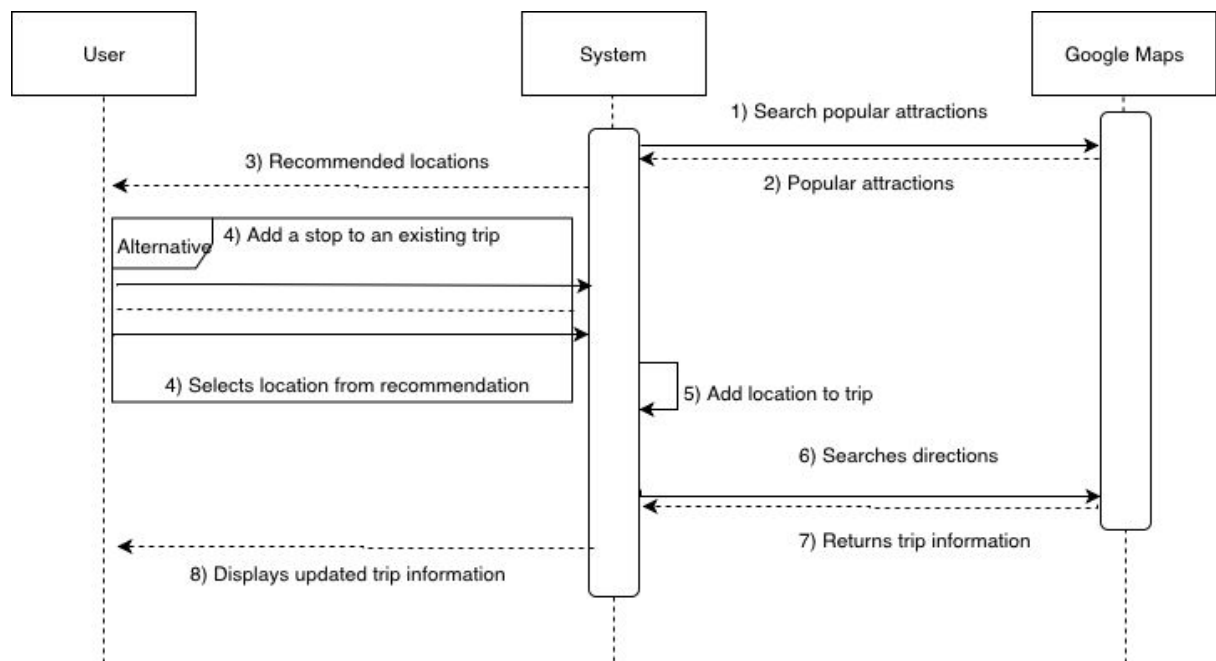 User
System
Google Maps
1) Search popular attractions
3) Recommended locations
2) Popular attractions
Alternative
4) Add a stop to an existing trip
4) Selects location from recommendation
5) Add location to trip
6) Searches directions
7) Returns trip information
8) Displays updated trip information